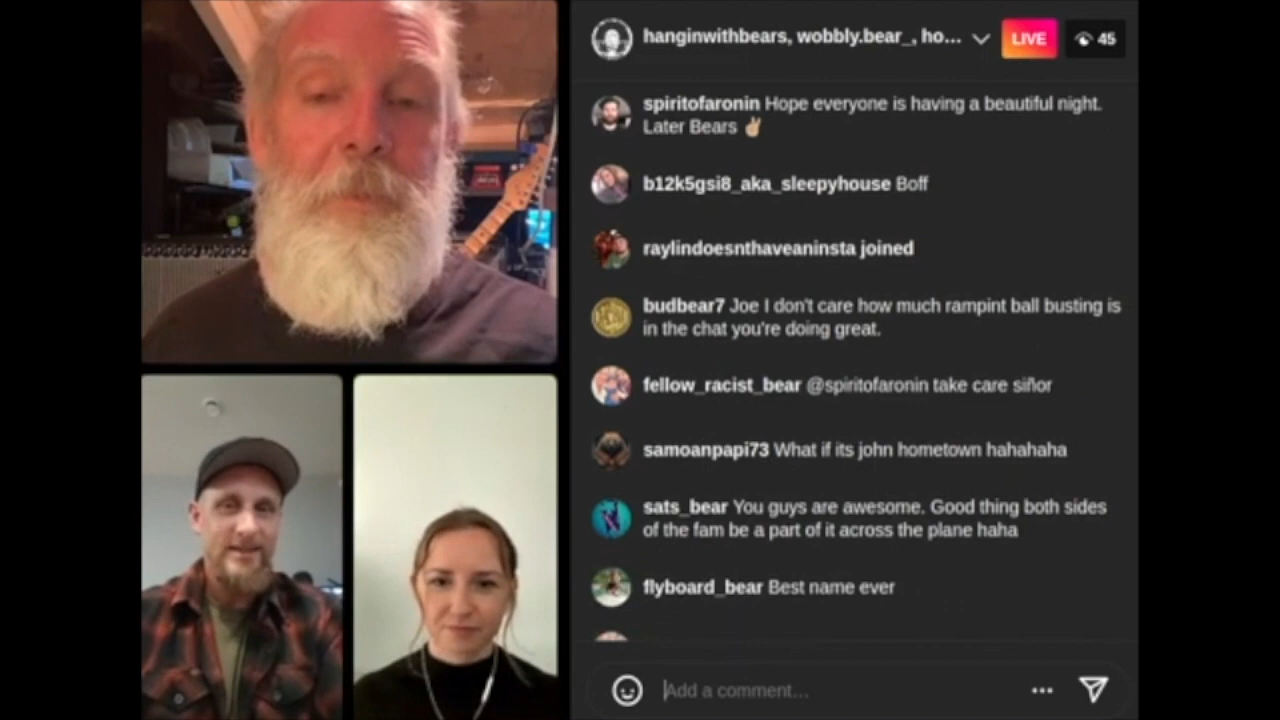 hanginwithbears, wobbly.bear_, ho... LIVE 45
spiritofaronin Hope everyone is having a beautiful night.
Later Bears ✌🏼
b12k5gsi8_aka_sleepyhouse Boff
raylindoesnthaveaninsta joined
budbear7 Joe I don't care how much rampint ball busting is
in the chat you're doing great.
fellow_racist_bear @spiritofaronin take care siñor
samoanpapi73 What if its john hometown hahahaha
sats_bear You guys are awesome. Good thing both sides
of the fam be a part of it across the plane haha
flyboard_bear Best name ever
Add a comment...